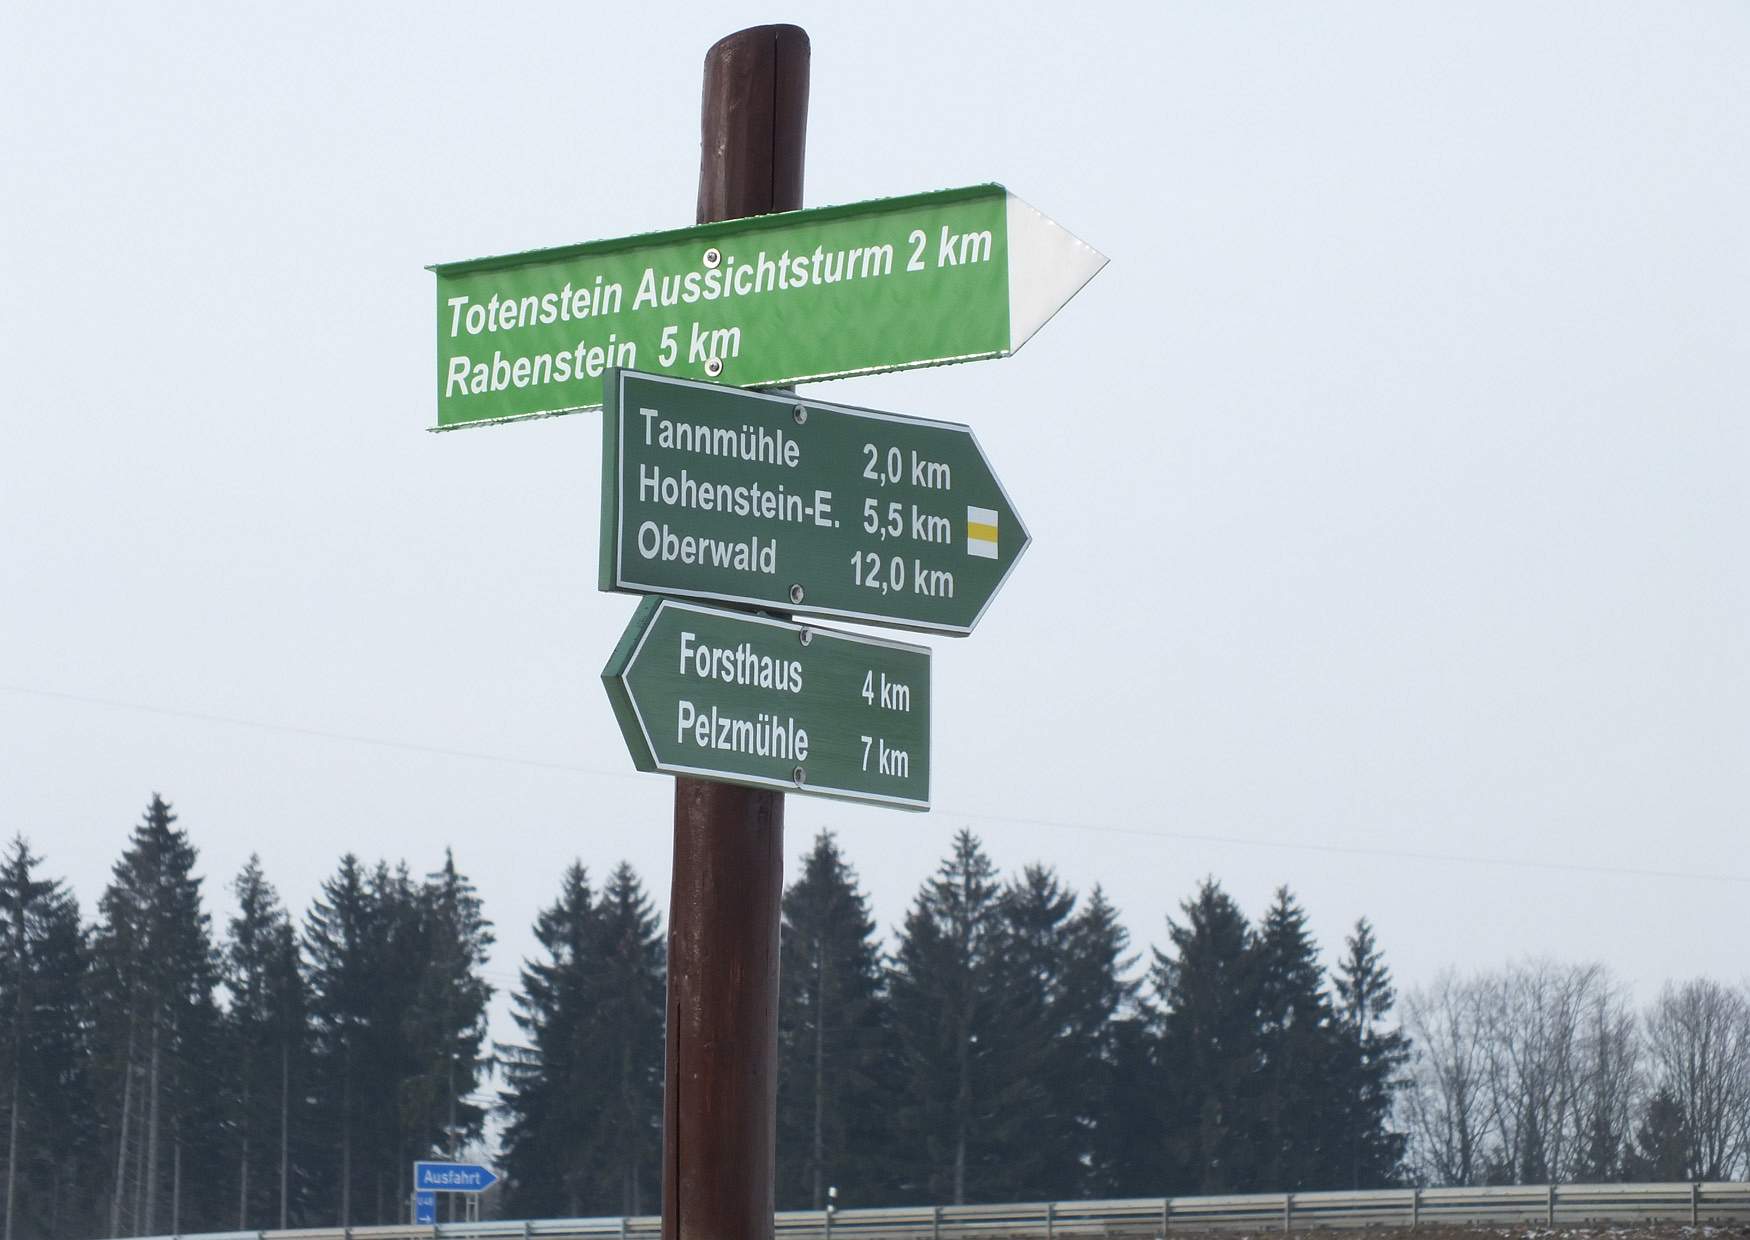 Totenstein Aussichtsturm 2 km
Rabenstein 5 km
Tannmühle 2,0 km
Hohenstein-E. 5,5 km
Oberwald 12,0 km
Forsthaus 4 km
Pelzmühle 7 km
Ausfahrt